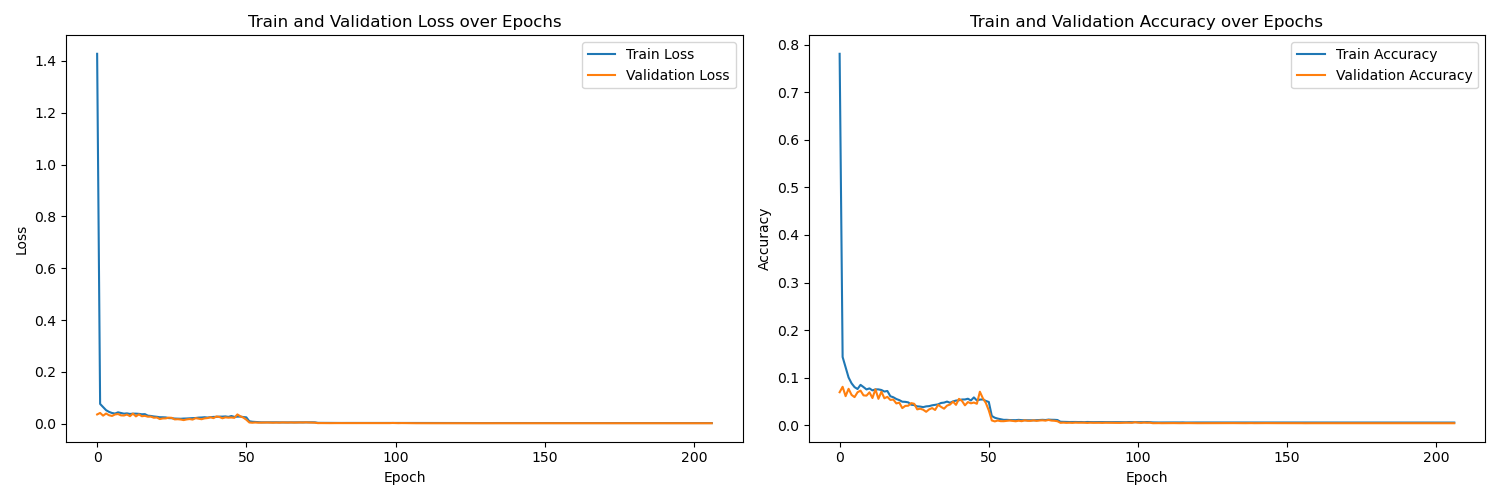 Train and Validation Loss over Epochs
Train Loss
Validation Loss
1.4
1.2
1.0
0.8
0.6
0.4
0.2
0.0
Loss
0 50 100 150 200
Epoch
Train and Validation Accuracy over Epochs
Train Accuracy
Validation Accuracy
0.8
0.7
0.6
0.5
0.4
0.3
0.2
0.1
0.0
Accuracy
0 50 100 150 200
Epoch